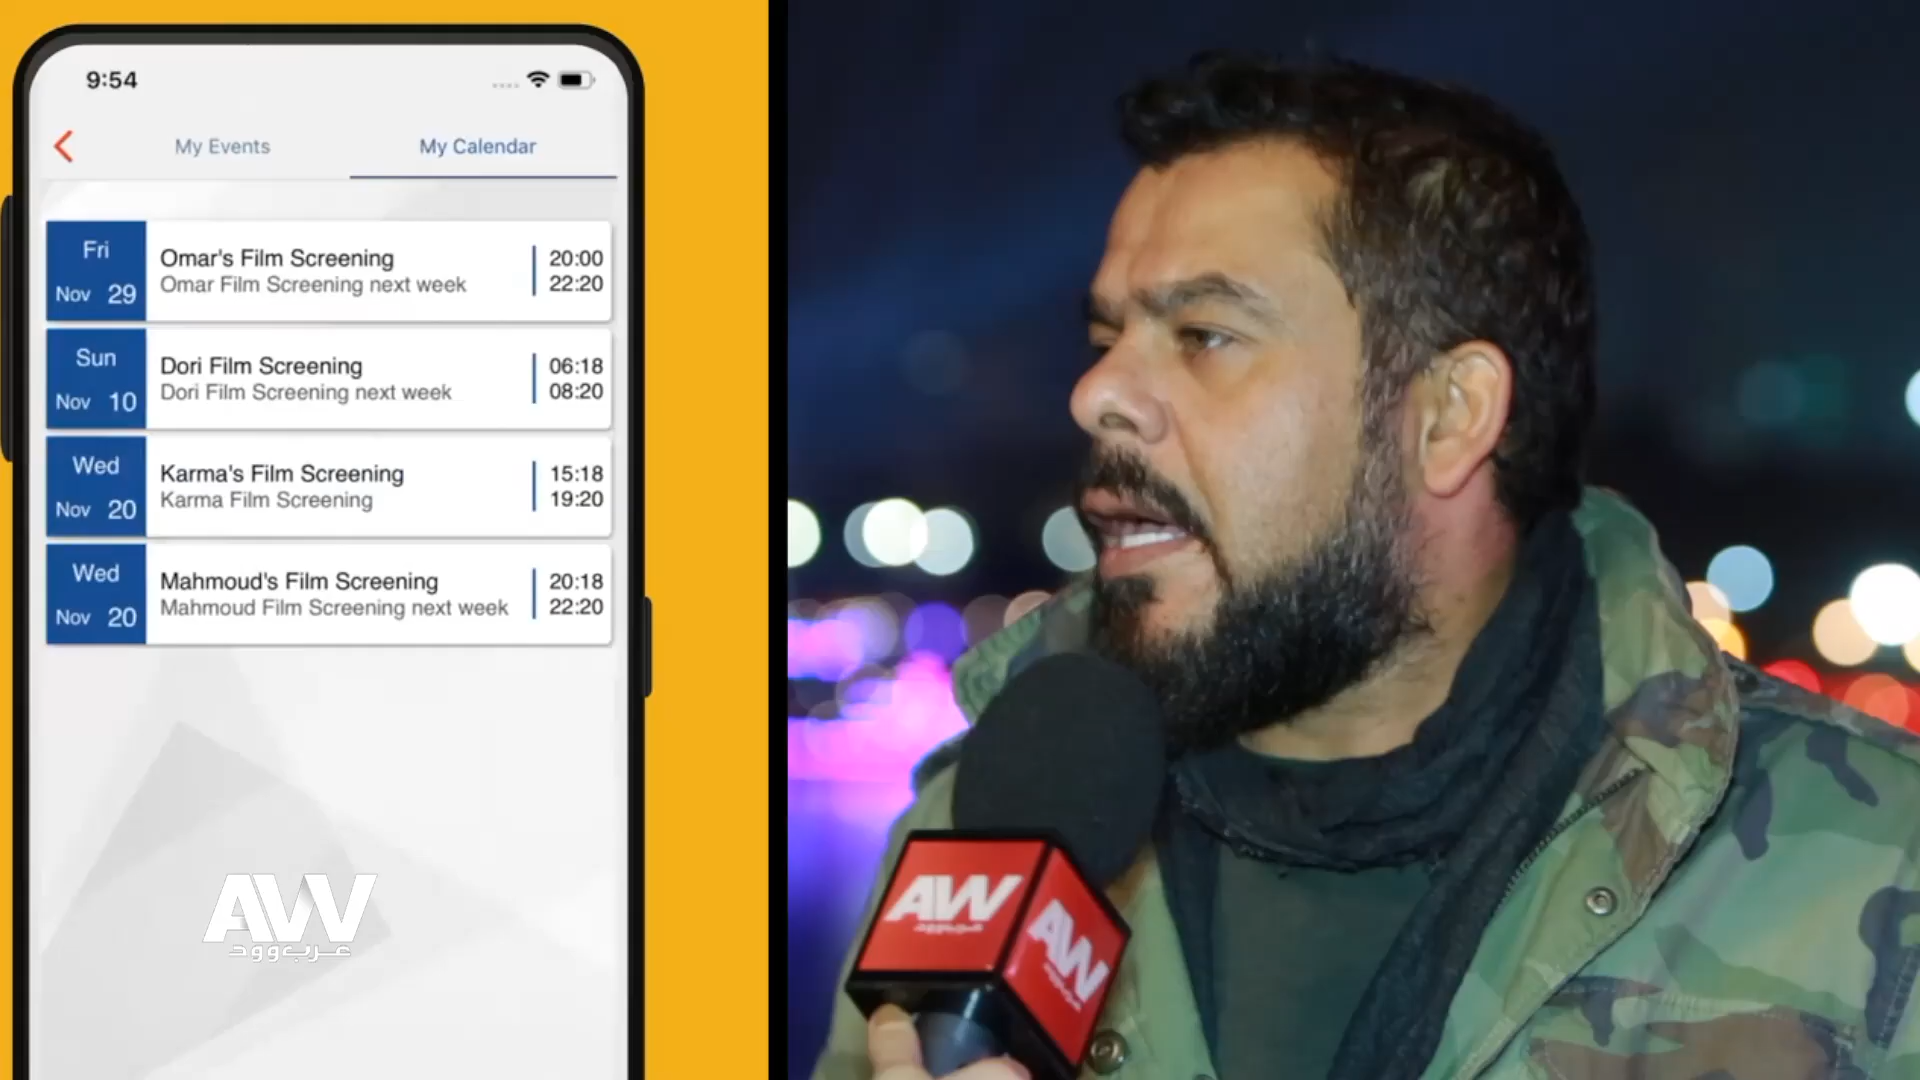 9:54
My Events
My Calendar
Fri
Nov 29
Omar's Film Screening
Omar Film Screening next week
20:00
22:20
Sun
Nov 10
Dori Film Screening
Dori Film Screening next week
06:18
08:20
Wed
Nov 20
Karma's Film Screening
Karma Film Screening
15:18
19:20
Wed
Nov 20
Mahmoud's Film Screening
Mahmoud Film Screening next week
20:18
22:20
AW
عربوود
AW
عربوود
AW
عربوود